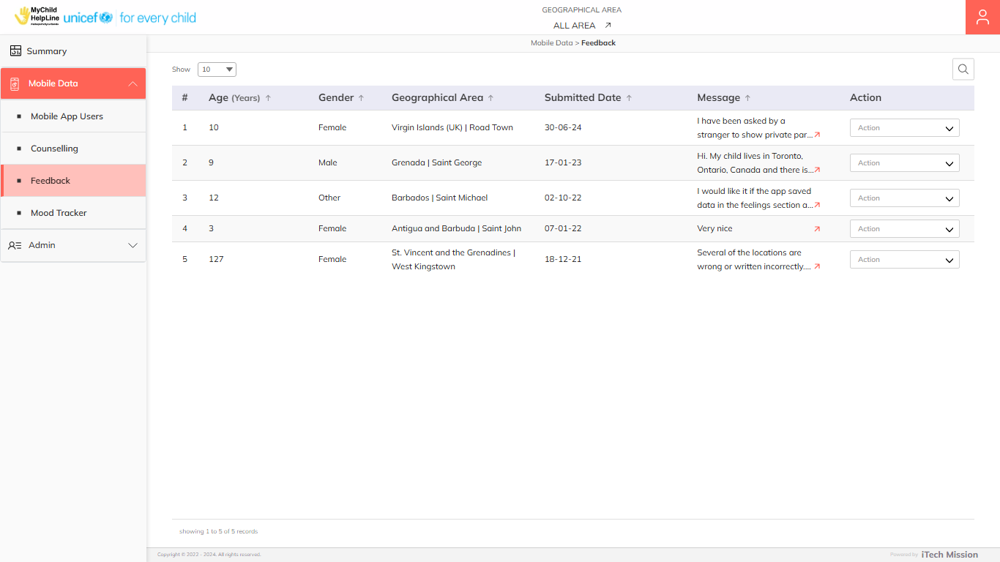 MyChild
HelpLine
unicef for every child
GEOGRAPHICAL AREA
ALL AREA
Mobile Data > Feedback
Summary
Mobile Data
Mobile App Users
Counselling
Feedback
Mood Tracker
Admin
Show 10
# Age (Years) Gender Geographical Area Submitted Date Message Action
1 10 Female Virgin Islands (UK) | Road Town 30-06-24 I have been asked by a
stranger to show private par... Action
2 9 Male Grenada | Saint George 17-01-23 Hi. My child lives in Toronto,
Ontario, Canada and there is... Action
3 12 Other Barbados | Saint Michael 02-10-22 I would like it if the app saved
data in the feelings section a... Action
4 3 Female Antigua and Barbuda | Saint John 07-01-22 Very nice Action
5 127 Female St. Vincent and the Grenadines |
West Kingstown 18-12-21 Several of the locations are
wrong or written incorrectly.... Action
showing 1 to 5 of 5 records
Copyright © 2022 - 2024. All rights reserved.
Powered by iTech Mission